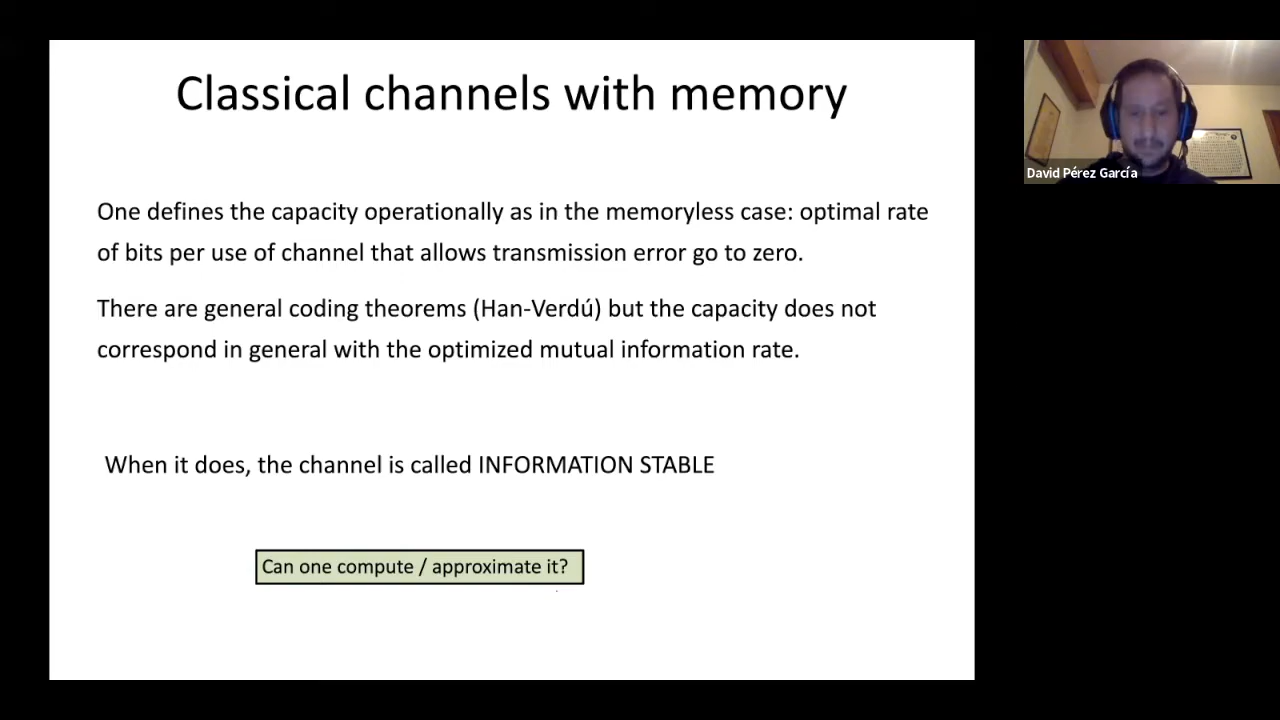 Classical channels with memory
One defines the capacity operationally as in the memoryless case: optimal rate
of bits per use of channel that allows transmission error go to zero.
There are general coding theorems (Han-Verdú) but the capacity does not
correspond in general with the optimized mutual information rate.
When it does, the channel is called INFORMATION STABLE
Can one compute / approximate it?
David Pérez García